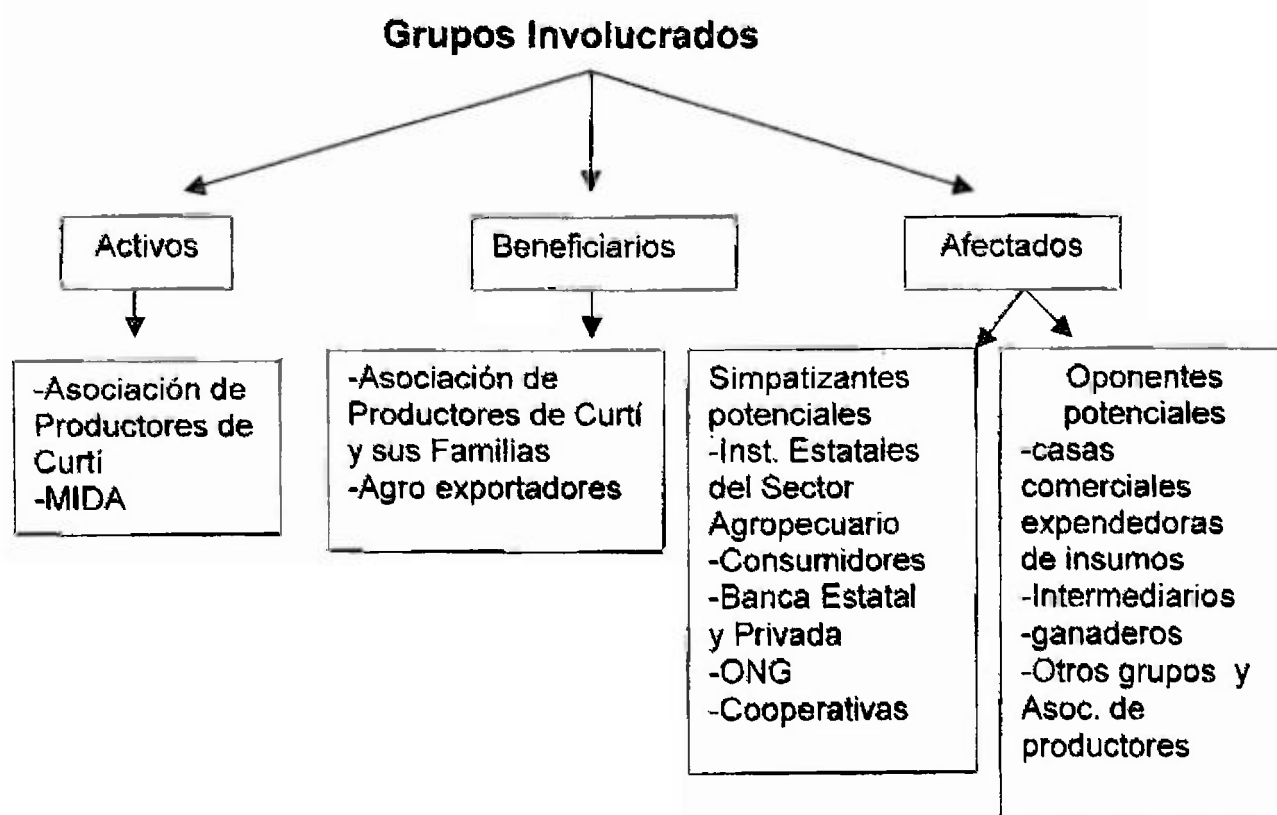 Grupos Involucrados
Activos
Beneficiarios
Afectados
-Asociación de
Productores de
Curtí
-MIDA
-Asociación de
Productores de Curtí
y sus Familias
-Agro exportadores
Simpatizantes
potenciales
-Inst. Estatales
del Sector
Agropecuario
-Consumidores
-Banca Estatal
y Privada
-ONG
-Cooperativas
Oponentes
potenciales
-casas
comerciales
expendedoras
de insumos
-Intermediarios
-ganaderos
-Otros grupos y
Asoc. de
productores